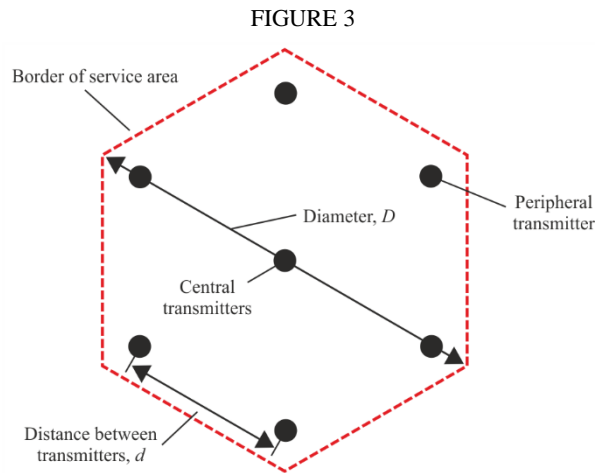 FIGURE 3
Border of service area
Peripheral
transmitter
Diameter, D
Central
transmitters
Distance between
transmitters, d